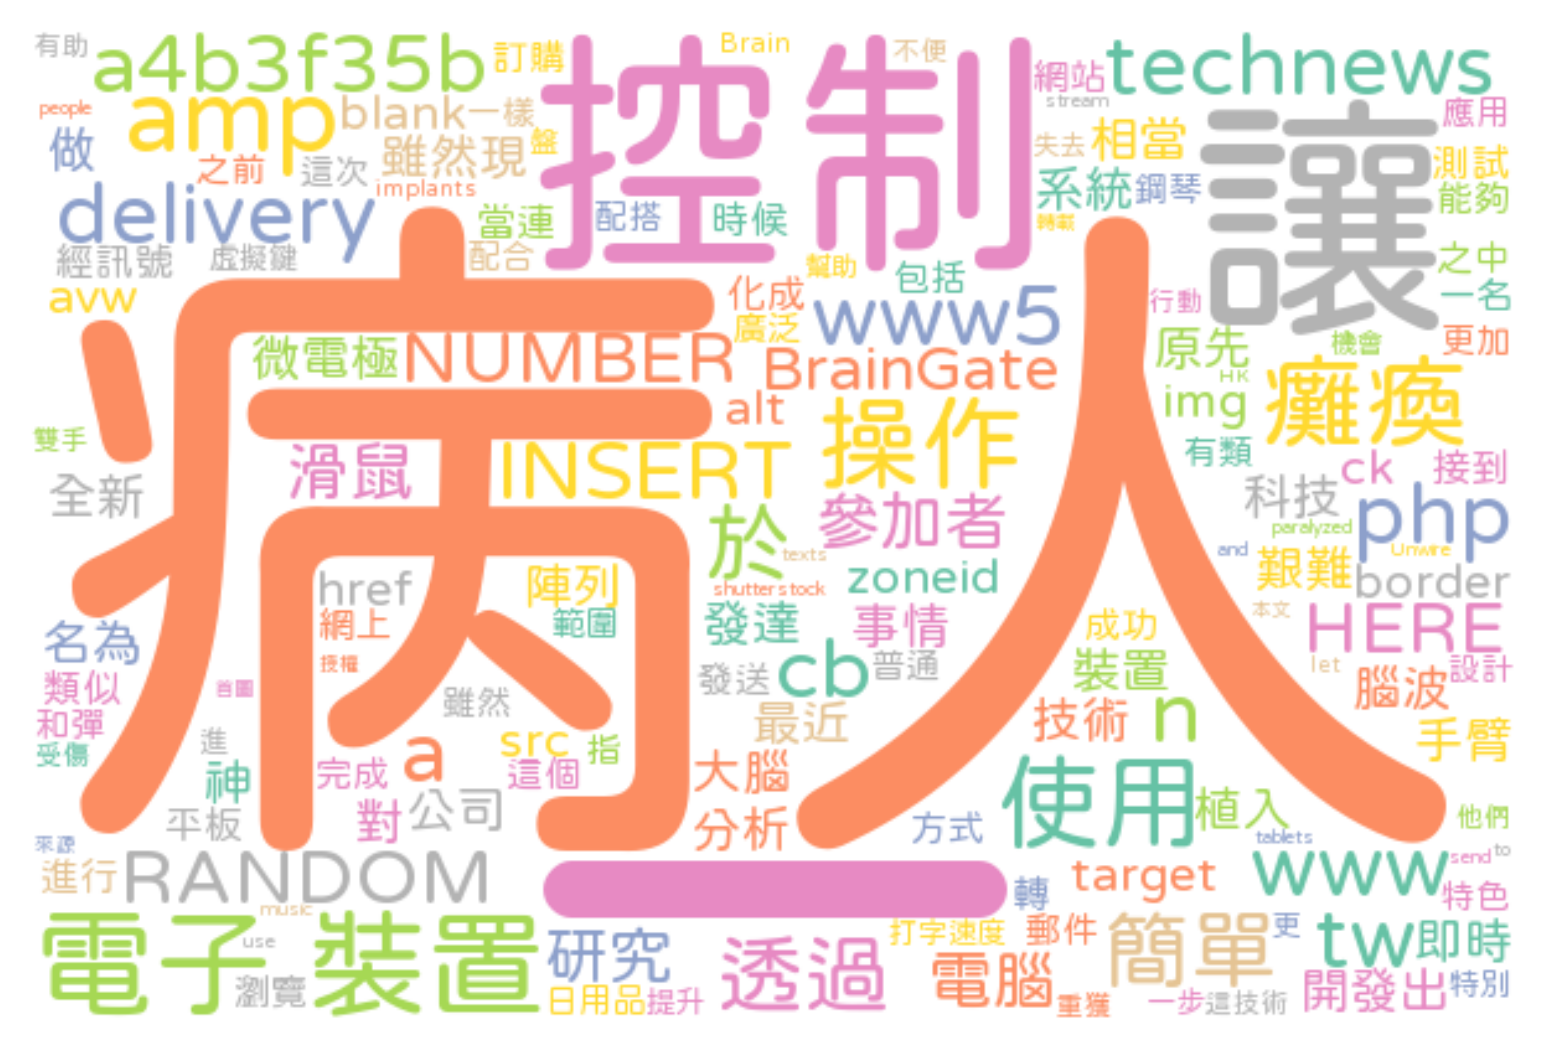 有助
a4b3f35b
訂購
控制
Brain
不便
網站
technews
people
amp
blank
一樣
stream
讓
應用
做
之前
這次
雖然現
盤
失去
相當
測試
delivery
implants
當連
配搭
時候
系統
鋼琴
能夠
轉載
經訊號
虛擬鍵
配合
幫助
包括
之中
avw
病人
化成
www5
行動
一名
廣泛
原先
機會
更加
微電極
NUMBER
BrainGate
HK
癱瘓
alt
img
雙手
操作
有類
滑鼠
INSERT
科技
ck
接到
全新
參加者
php
於
paralyzed
texts
and
艱難
Unwire
href
陣列
shutterstock
zoneid
border
網上
範圍
發達
事情
成功
本文
HERE
名為
授權
發送
cb
普通
裝置
let
腦波
設計
類似
首圖
雖然
最近
技術
n
和彈
手臂
受傷
進
a
src
指
神
完成
這個
大腦
使用
植入
對
公司
平板
分析
方式
他們
來源
tablets
進行
RANDOM
一
轉
target
www
send
to
特色
music
電子裝置
use
研究
透過
打字速度
郵件
簡單
更
tw
即時
瀏覽
日用品
提升
電腦
重獲
一步
這技術
開發出
特別